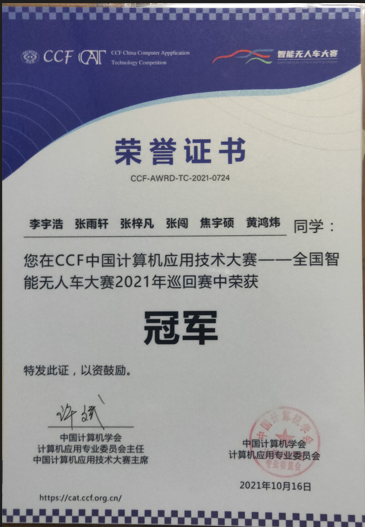 CCF CAT CCF China Computer Application
Technology Competition
智能无人车大赛
荣誉证书
CCF-AWRD-TC-2021-0724
李宇浩 张雨轩 张梓凡 张闯 焦宇硕 黄鸿炜 同学：
您在CCF中国计算机应用技术大赛——全国智
能无人车大赛2021年巡回赛中荣获
冠军
特发此证，以资鼓励。
中国计算机学会
计算机应用专业委员会主任
中国计算机应用技术大赛主席
中国计算机学会
计算机应用专业委员会
2021年10月16日
https://cat.ccf.org.cn/